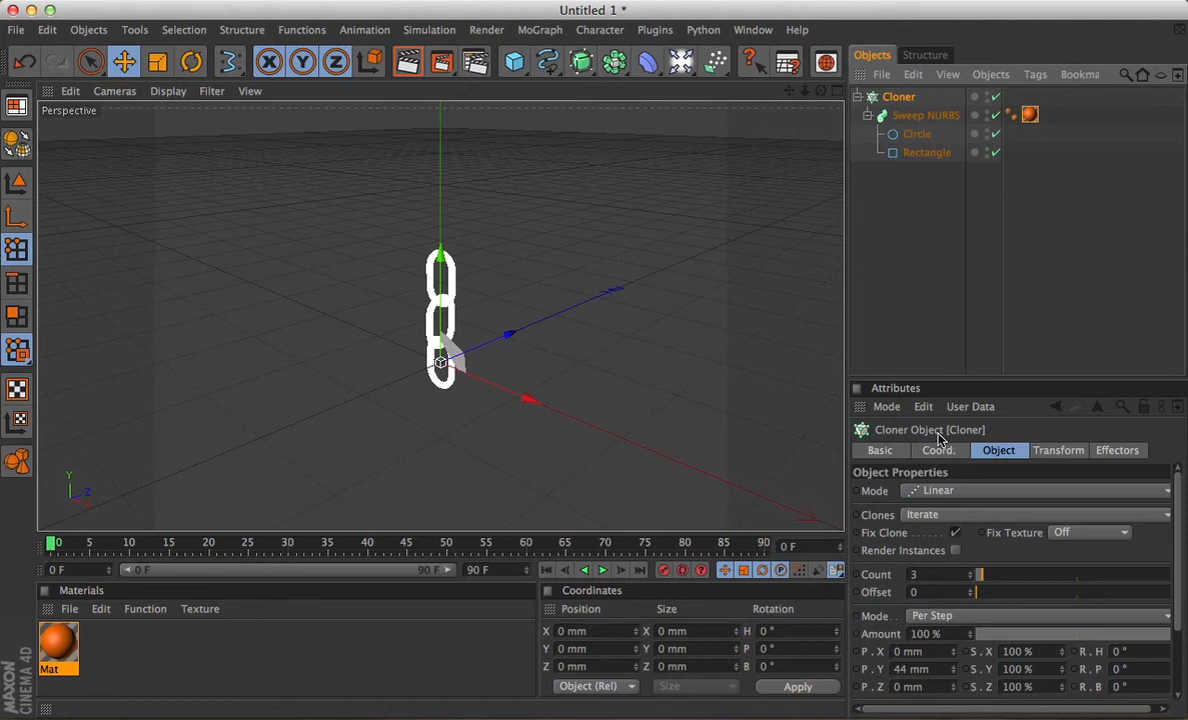 Untitled 1 *
File Edit Objects Tools Selection Structure Functions Animation Simulation Render MoGraph Character Plugins Python Window Help
X Y Z
Objects Structure
File Edit View Objects Tags Bookma
Edit Cameras Display Filter View
Perspective
Cloner
Sweep NURBS
Circle
Rectangle
Y
Z
Attributes
Mode Edit User Data
Cloner Object [Cloner]
Basic Coord. Object Transform Effectors
Object Properties
Mode Linear
Clones Iterate
Fix Clone ...... Fix Texture Off
Render Instances
Count 3
Offset 0
Mode.. Per Step
Amount 100 %
P . X 0 mm S . X 100 % R . H 0 °
P . Y 44 mm S . Y 100 % R . P 0 °
P . Z 0 mm S . Z 100 % R . B 0 °
0 5 10 15 20 25 30 35 40 45 50 55 60 65 70 75 80 85 90 0 F
0 F 0 F 90 F 90 F
Materials
File Edit Function Texture
Mat
Coordinates
Position Size Rotation
X 0 mm X 0 mm H 0 °
Y 0 mm Y 0 mm P 0 °
Z 0 mm Z 0 mm B 0 °
Object (Rel) Size Apply
MAXON
CINEMA 4D